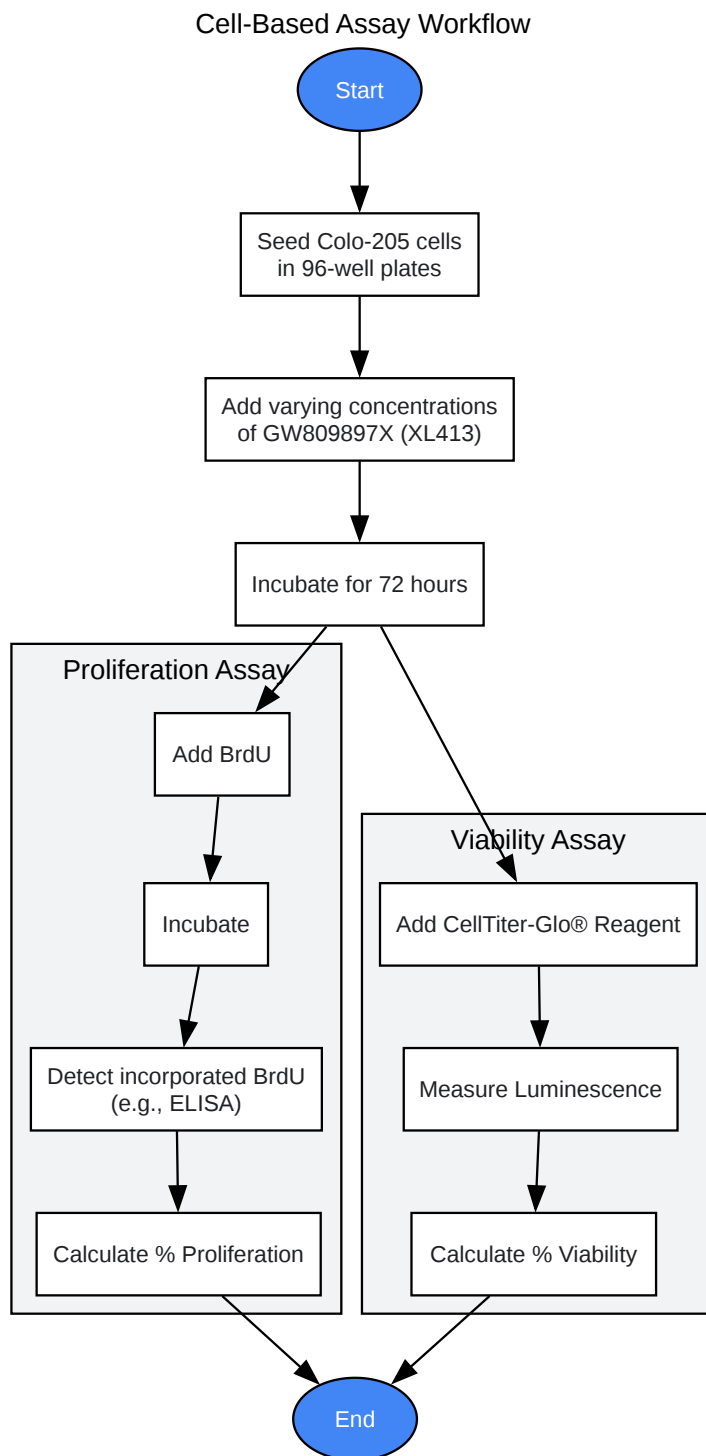 Cell-Based Assay Workflow
Start
Seed Colo-205 cells
in 96-well plates
Add varying concentrations
of GW809897X (XL413)
Incubate for 72 hours
Proliferation Assay
Add BrdU
Incubate
Detect incorporated BrdU
(e.g., ELISA)
Calculate % Proliferation
Viability Assay
Add CellTiter-Glo® Reagent
Measure Luminescence
Calculate % Viability
End